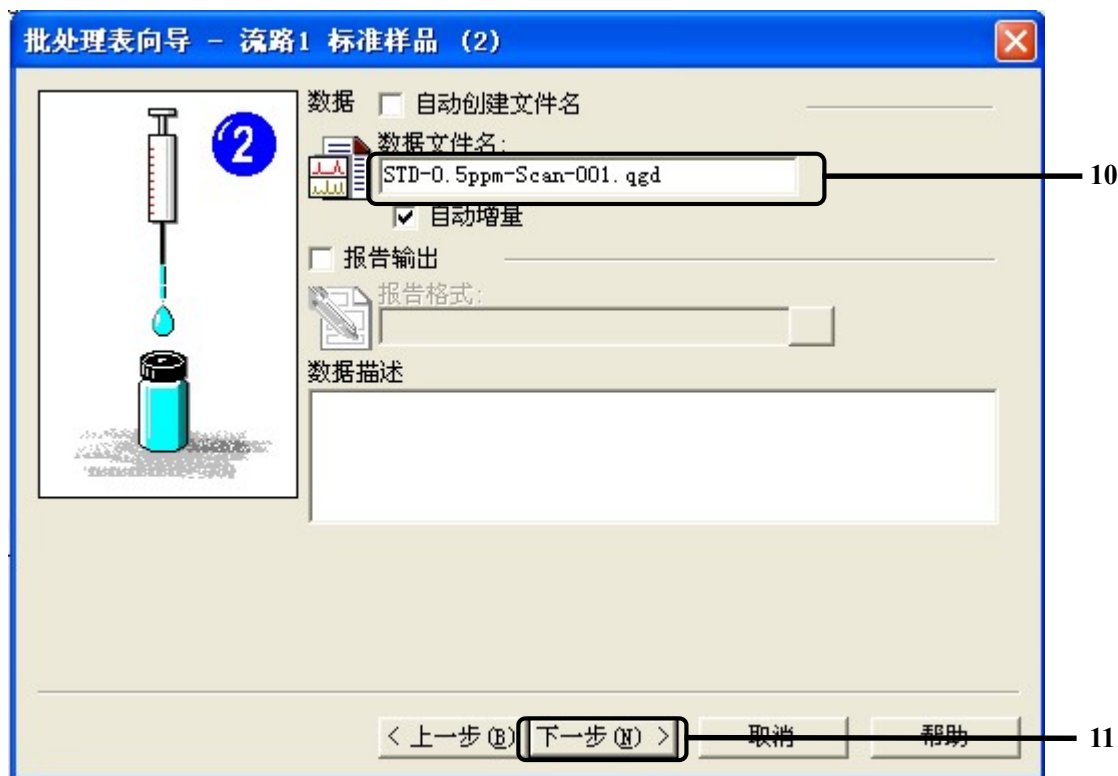 批处理表向导 - 流路1 标准样品 (2)
2
数据 自动创建文件名
数据文件名:
STD-0.5ppm-Scan-001.qgd
10
自动增量
报告输出
报告格式:
数据描述
< 上一步(B) 下一步(N) > 取消 帮助
11